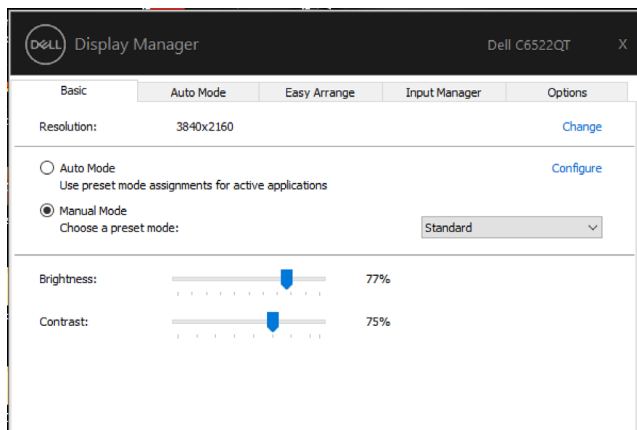 DELL Display Manager Dell C6522QT X
Basic Auto Mode Easy Arrange Input Manager Options
Resolution: 3840x2160 Change
Auto Mode Configure
Use preset mode assignments for active applications
Manual Mode
Choose a preset mode: Standard
Brightness: 77%
Contrast: 75%